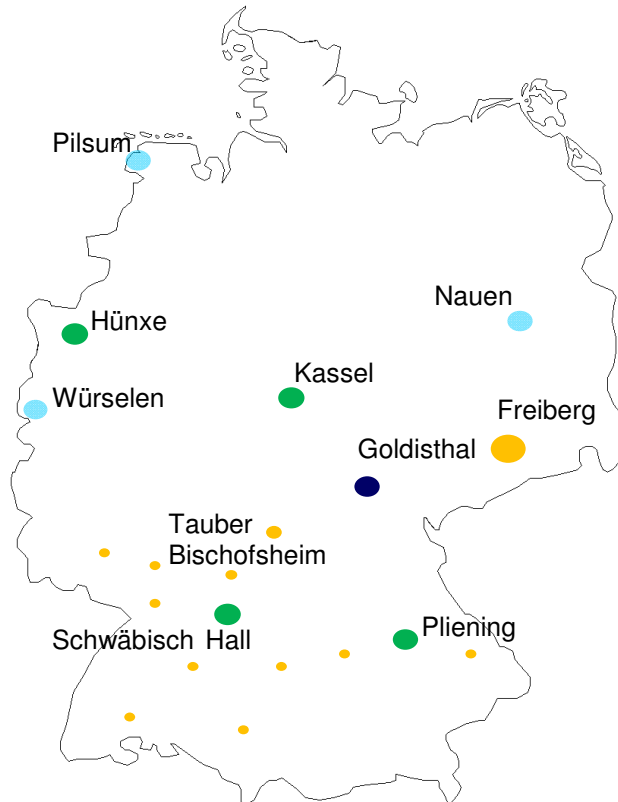 Pilsum
Nauen
Hünxe
Kassel
Würselen
Freiberg
Goldisthal
Tauber
Bischofsheim
Pliening
Schwäbisch Hall